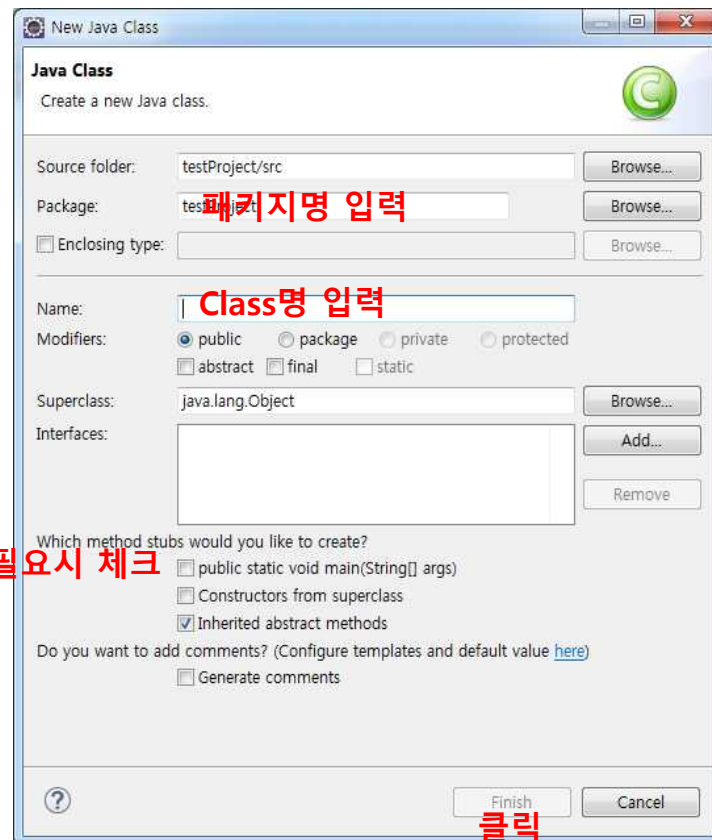 New Java Class
Java Class
Create a new Java class.
Source folder: testProject/src Browse...
Package: testProject 패키지명 입력 Browse...
Enclosing type: Browse...
Name: Class명 입력
Modifiers: public package private protected
abstract final static
Superclass: java.lang.Object Browse...
Interfaces: Add...
Remove
Which method stubs would you like to create?
필요시 체크 public static void main(String[] args)
Constructors from superclass
Inherited abstract methods
Do you want to add comments? (Configure templates and default value here)
Generate comments
? Finish Cancel
클릭